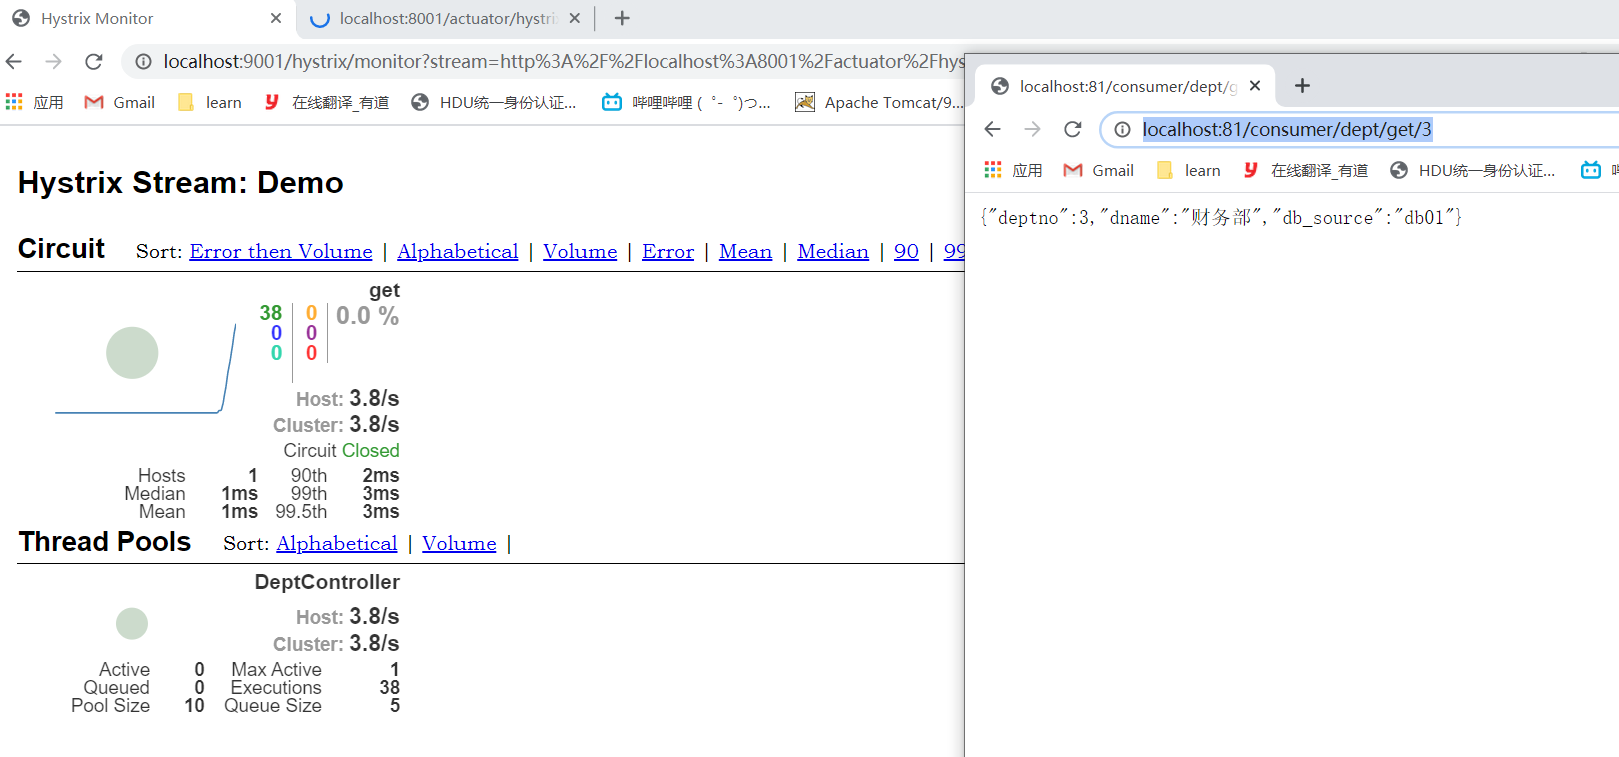 Hystrix Monitor
localhost:8001/actuator/hystrix
localhost:9001/hystrix/monitor?stream=http%3A%2F%2Flocalhost%3A8001%2Factuator%2Fhys
应用 Gmail learn 在线翻译_有道 HDU统一身份认证... 哔哩哔哩 (゜-゜)つ... Apache Tomcat/9...
Hystrix Stream: Demo
Circuit Sort: Error then Volume | Alphabetical | Volume | Error | Mean | Median | 90 | 99
get
38 0 0.0 %
0 0
0 0
Host: 3.8/s
Cluster: 3.8/s
Circuit Closed
Hosts 1 90th 2ms
Median 1ms 99th 3ms
Mean 1ms 99.5th 3ms
Thread Pools Sort: Alphabetical | Volume |
DeptController
Host: 3.8/s
Cluster: 3.8/s
Active 0 Max Active 1
Queued 0 Executions 38
Pool Size 10 Queue Size 5
localhost:81/consumer/dept/g
localhost:81/consumer/dept/get/3
应用 Gmail learn 在线翻译_有道 HDU统一身份认证...
{"deptno":3,"dname":"财务部","db_source":"db01"}